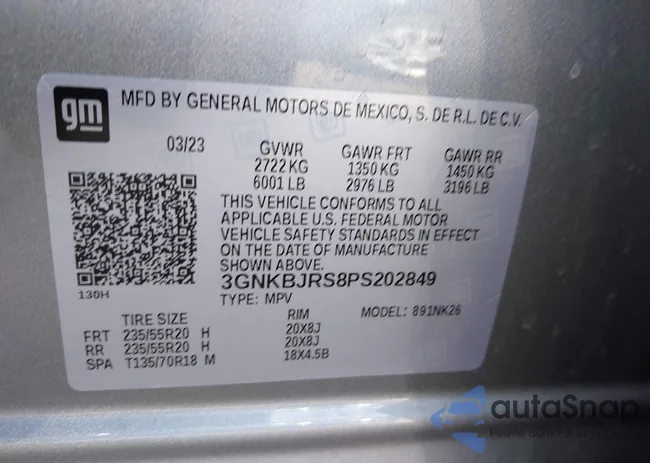 gm
MFD BY GENERAL MOTORS DE MEXICO, S. DE R.L. DE C.V.
03/23 GVWR GAWR FRT GAWR RR
2722 KG 1350 KG 1450 KG
6001 LB 2976 LB 3196 LB
THIS VEHICLE CONFORMS TO ALL
APPLICABLE U.S. FEDERAL MOTOR
VEHICLE SAFETY STANDARDS IN EFFECT
ON THE DATE OF MANUFACTURE
SHOWN ABOVE.
130H
3GNKBJRS8PS202849
TYPE: MPV MODEL: 891NK26
TIRE SIZE RIM
FRT 235/55R20 H 20X8J
RR 235/55R20 H 20X8J
SPA T135/70R18 M 18X4.5B
autaSnap